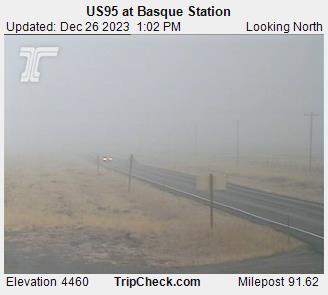 US95 at Basque Station
Updated: Dec 26 2023 1:02 PM Looking North
Elevation 4460 TripCheck.com Milepost 91.62